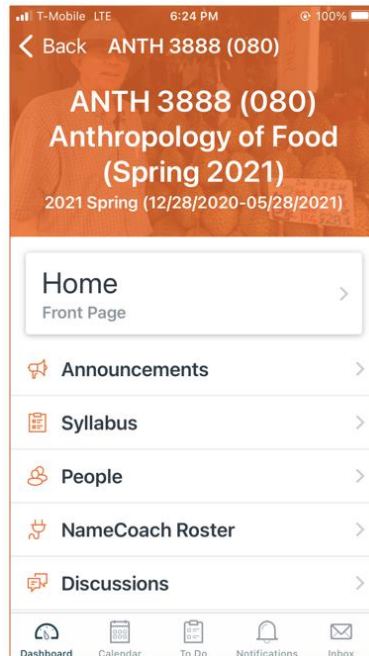 T-Mobile LTE 6:24 PM 100%
Back ANTH 3888 (080)
ANTH 3888 (080)
Anthropology of Food
(Spring 2021)
2021 Spring (12/28/2020-05/28/2021)
Home
Front Page
Announcements
Syllabus
People
NameCoach Roster
Discussions
Dashboard Calendar To Do Notifications Inbox